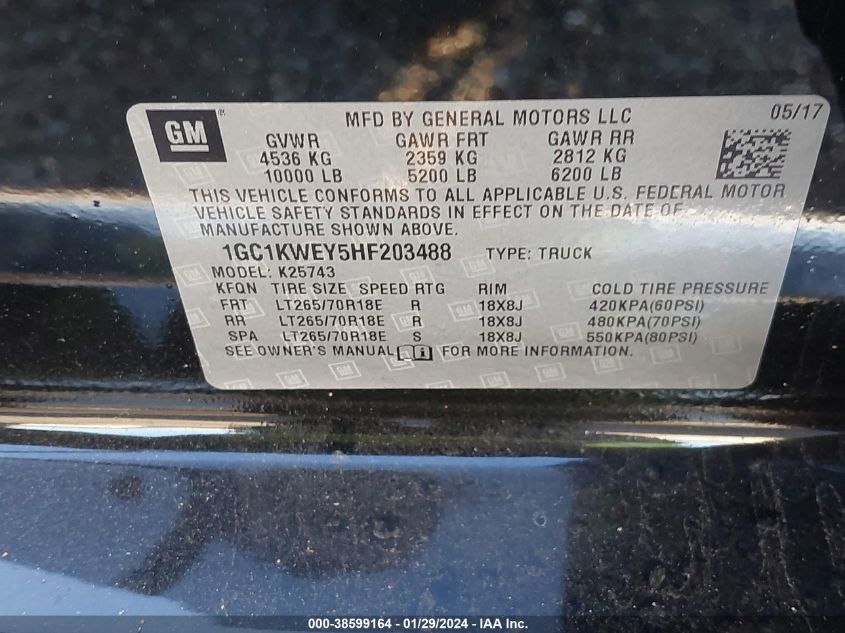 GM ®
MFD BY GENERAL MOTORS LLC 05/17
GVWR GAWR FRT GAWR RR
4536 KG 2359 KG 2812 KG
10000 LB 5200 LB 6200 LB
THIS VEHICLE CONFORMS TO ALL APPLICABLE U.S. FEDERAL MOTOR
VEHICLE SAFETY STANDARDS IN EFFECT ON THE DATE OF
MANUFACTURE SHOWN ABOVE.
1GC1KWEY5HF203488 TYPE: TRUCK
MODEL: K25743
KFQN TIRE SIZE SPEED RTG RIM COLD TIRE PRESSURE
FRT LT265/70R18E R 18X8J 420KPA(60PSI)
RR LT265/70R18E R 18X8J 480KPA(70PSI)
SPA LT265/70R18E S 18X8J 550KPA(80PSI)
SEE OWNER'S MANUAL FOR MORE INFORMATION.
000-38599164 - 01/29/2024 - IAA Inc.